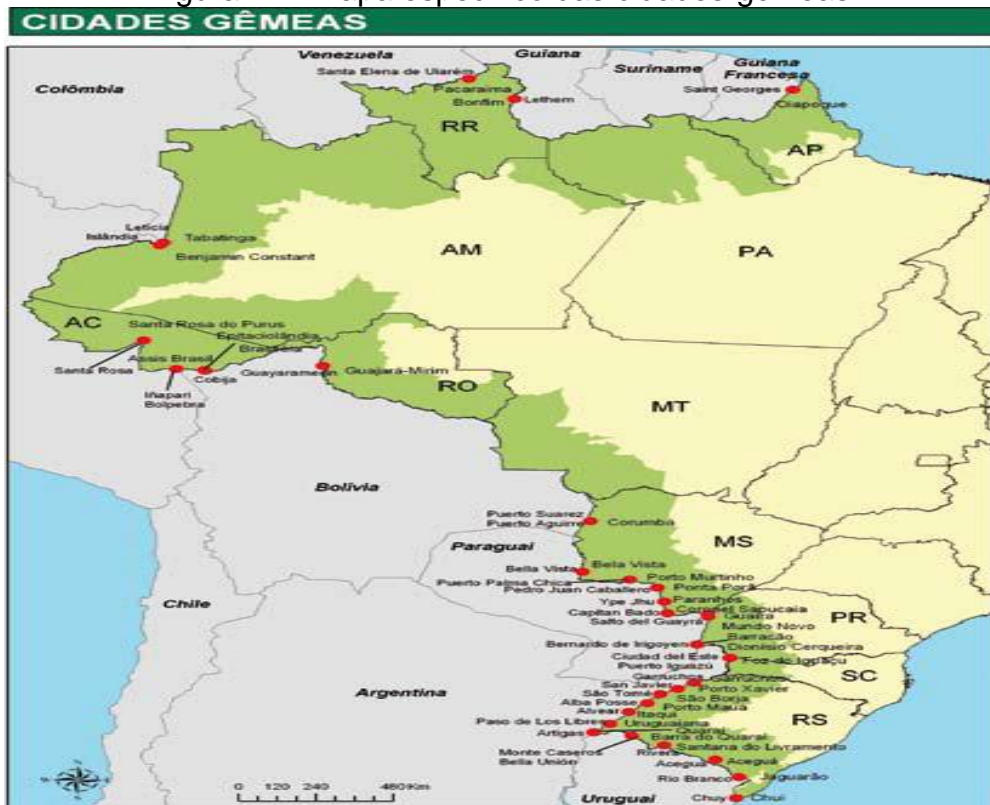 CIDADES GÊMEAS
Venezuela
Guiana
Suriname
Guiana
Francesa
Colômbia
Santa Elena de Uiarém
Pacaraima
Bonfim
Lethem
Saint Georges
Oiapoque
RR
AP
Letícia
Islândia
Tabatinga
Benjamin Constant
AM
PA
AC
Santa Rosa do Purus
Epitaciolândia
Brasiléia
Assis Brasil
Santa Rosa
Cobija
Iñapari
Bolpebra
Guayaramerín
Guajará-Mirim
RO
MT
Bolívia
Puerto Suarez
Puerto Aguirre
Corumba
MS
Paraguai
Bella Vista
Bela Vista
Puerto Palma Chica
Porto Murtinho
Pedro Juan Caballero
Ponta Porã
Ype Jhu
Paranhos
Capitan Bado
Coronel Sapucaia
Salto del Guayrá
Guaíra
Mundo Novo
PR
Chile
Bernardo de Irigoyen
Barracão
Dionísio Cerqueira
Ciudad del Este
Puerto Iguazú
Foz do Iguaçu
SC
Argentina
Garruchos
Garruchos
San Javier
Porto Xavier
São Tomé
São Borja
Alba Posse
Porto Mauá
Alvear
Itaqui
RS
Paso de Los Libres
Uruguaiana
Artigas
Quaraí
Barra do Quaraí
Monte Caseros
Bella Unión
Rivera
Santana do Livramento
Aceguá
Aceguá
Rio Branco
Jaguarão
Chuy
Chuí
Uruguai
0 120 240 480 Km